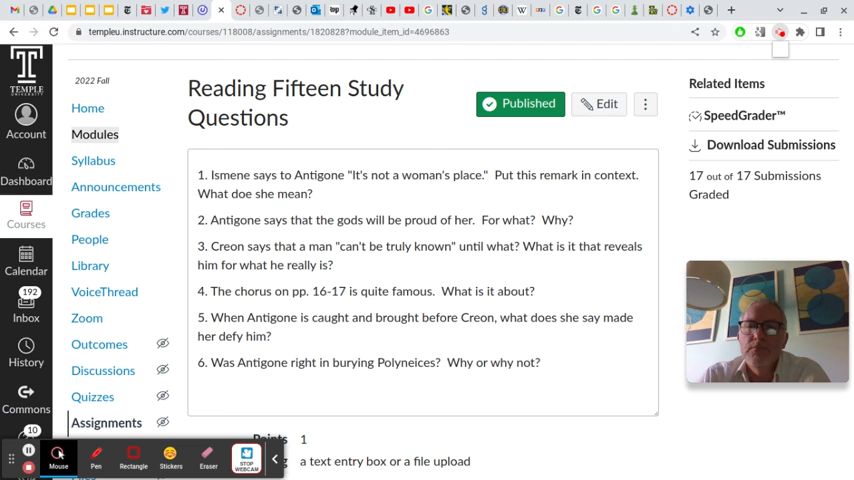 templeu.instructure.com/courses/118008/assignments/1820828?module_item_id=4696863
TEMPLE
UNIVERSITY
Account
Dashboard
Courses
Calendar
192
Inbox
History
Commons
10
2022 Fall
Home
Modules
Syllabus
Announcements
Grades
People
Library
VoiceThread
Zoom
Outcomes
Discussions
Quizzes
Assignments
Files
Reading Fifteen Study
Questions
Published
Edit
1. Ismene says to Antigone "It's not a woman's place." Put this remark in context.
What doe she mean?
2. Antigone says that the gods will be proud of her. For what? Why?
3. Creon says that a man "can't be truly known" until what? What is it that reveals
him for what he really is?
4. The chorus on pp. 16-17 is quite famous. What is it about?
5. When Antigone is caught and brought before Creon, what does she say made
her defy him?
6. Was Antigone right in burying Polyneices? Why or why not?
Points 1
a text entry box or a file upload
Related Items
SpeedGrader™
Download Submissions
17 out of 17 Submissions
Graded
Mouse
Pen
Rectangle
Stickers
Eraser
STOP
WEBCAM